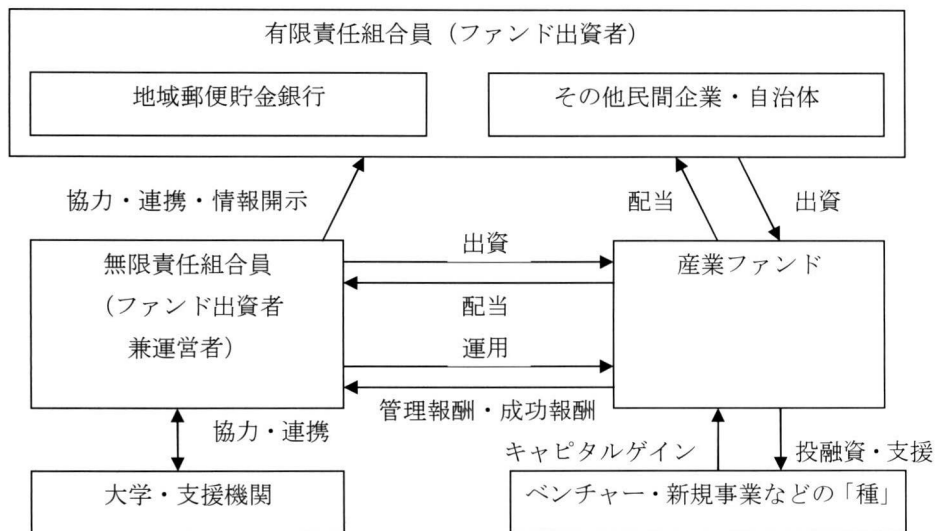 有限責任組合員（ファンド出資者）
地域郵便貯金銀行
その他民間企業・自治体
協力・連携・情報開示
配当
出資
無限責任組合員
（ファンド出資者
兼運営者）
出資
配当
運用
管理報酬・成功報酬
産業ファンド
協力・連携
キャピタルゲイン
投融資・支援
大学・支援機関
ベンチャー・新規事業などの「種」